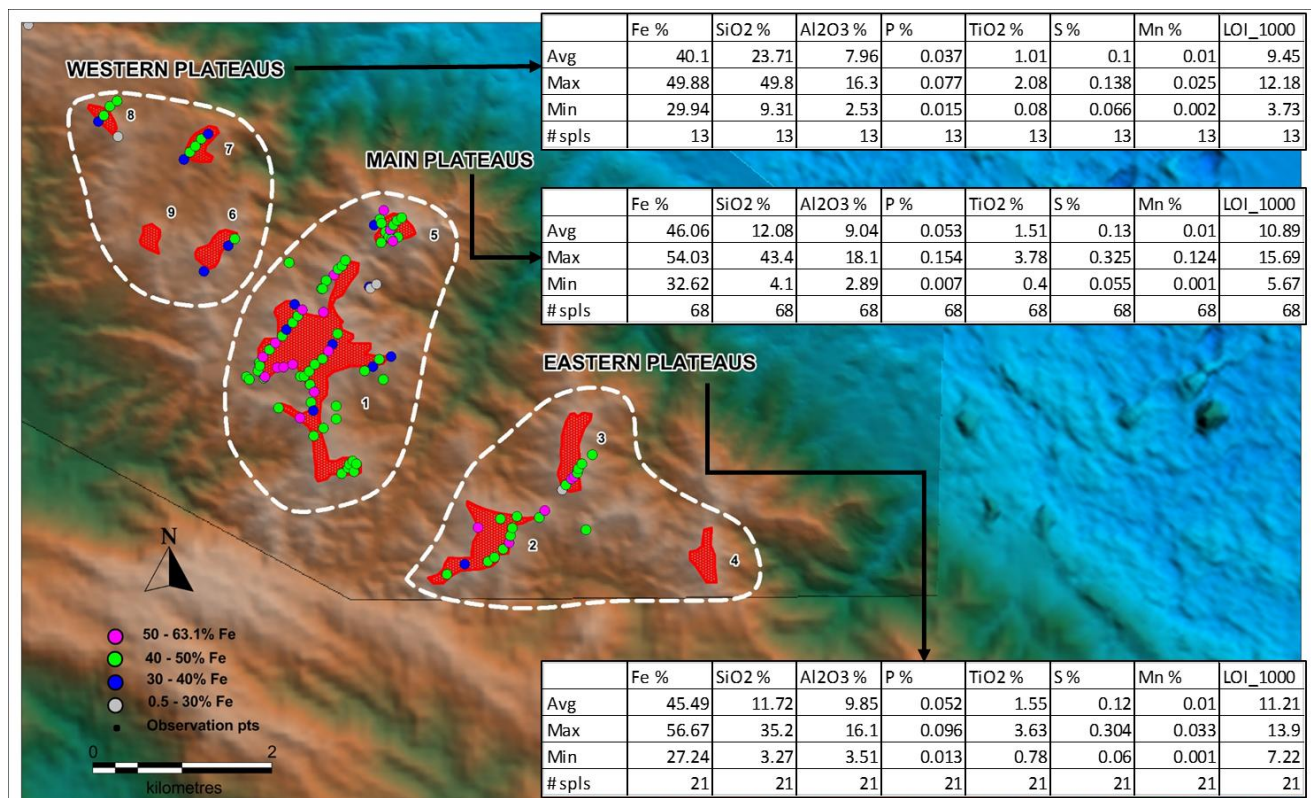 WESTERN PLATEAUS
Fe % SiO2 % Al2O3 % P % TiO2 % S % Mn % LOI_1000
Avg 40.1 23.71 7.96 0.037 1.01 0.1 0.01 9.45
Max 49.88 49.8 16.3 0.077 2.08 0.138 0.025 12.18
Min 29.94 9.31 2.53 0.015 0.08 0.066 0.002 3.73
# spls 13 13 13 13 13 13 13 13
MAIN PLATEAUS
Fe % SiO2 % Al2O3 % P % TiO2 % S % Mn % LOI_1000
Avg 46.06 12.08 9.04 0.053 1.51 0.13 0.01 10.89
Max 54.03 43.4 18.1 0.154 3.78 0.325 0.124 15.69
Min 32.62 4.1 2.89 0.007 0.4 0.055 0.001 5.67
# spls 68 68 68 68 68 68 68 68
EASTERN PLATEAUS
Fe % SiO2 % Al2O3 % P % TiO2 % S % Mn % LOI_1000
Avg 45.49 11.72 9.85 0.052 1.55 0.12 0.01 11.21
Max 56.67 35.2 16.1 0.096 3.63 0.304 0.033 13.9
Min 27.24 3.27 3.51 0.013 0.78 0.06 0.001 7.22
# spls 21 21 21 21 21 21 21 21
8
7
9
6
5
1
3
2
4
N
50 - 63.1% Fe
40 - 50% Fe
30 - 40% Fe
0.5 - 30% Fe
Observation pts
0 2
kilometres